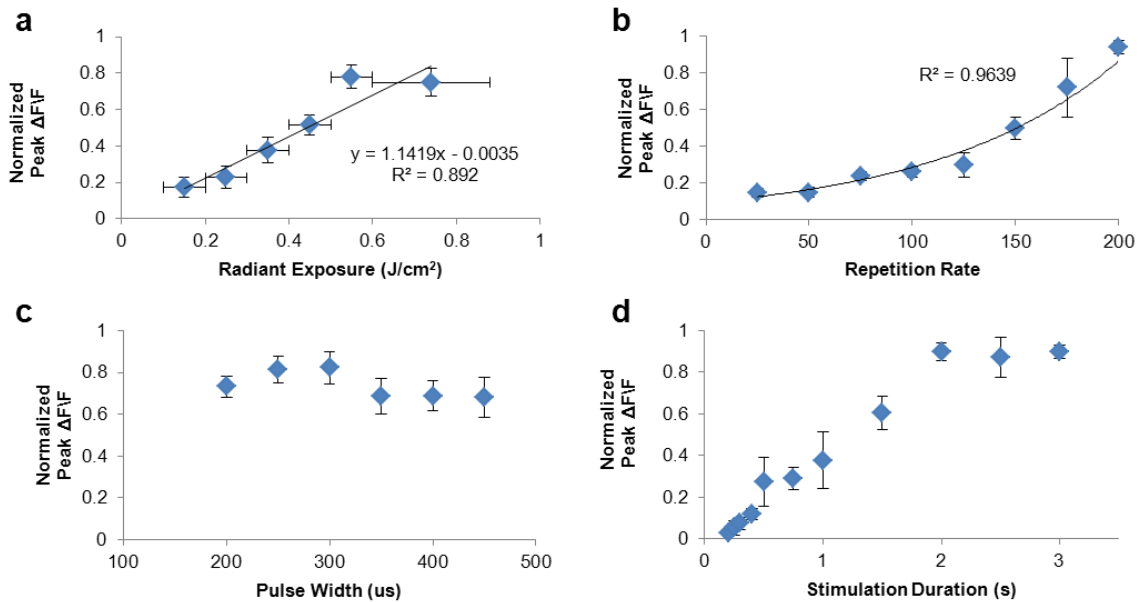 a
1
0.8
0.6
0.4
0.2
0
Normalized
Peak ΔF\F
y = 1.1419x - 0.0035
R² = 0.892
0 0.2 0.4 0.6 0.8 1
Radiant Exposure (J/cm²)
b
1
0.8
0.6
0.4
0.2
0
Normalized
Peak ΔF\F
R² = 0.9639
0 50 100 150 200
Repetition Rate
c
1
0.8
0.6
0.4
0.2
0
Normalized
Peak ΔF\F
100 200 300 400 500
Pulse Width (us)
d
1
0.8
0.6
0.4
0.2
0
Normalized
Peak ΔF\F
0 1 2 3
Stimulation Duration (s)